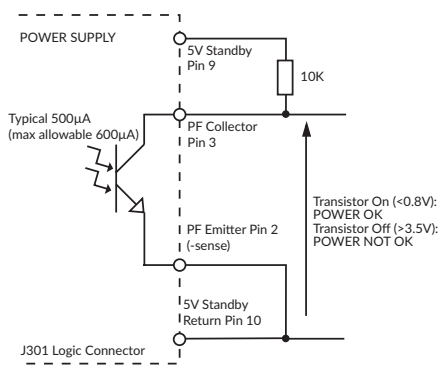 POWER SUPPLY
5V Standby
Pin 9
10K
Typical 500µA
(max allowable 600µA)
PF Collector
Pin 3
Transistor On (<0.8V):
POWER OK
Transistor Off (>3.5V):
POWER NOT OK
PF Emitter Pin 2
(-sense)
5V Standby
Return Pin 10
J301 Logic Connector